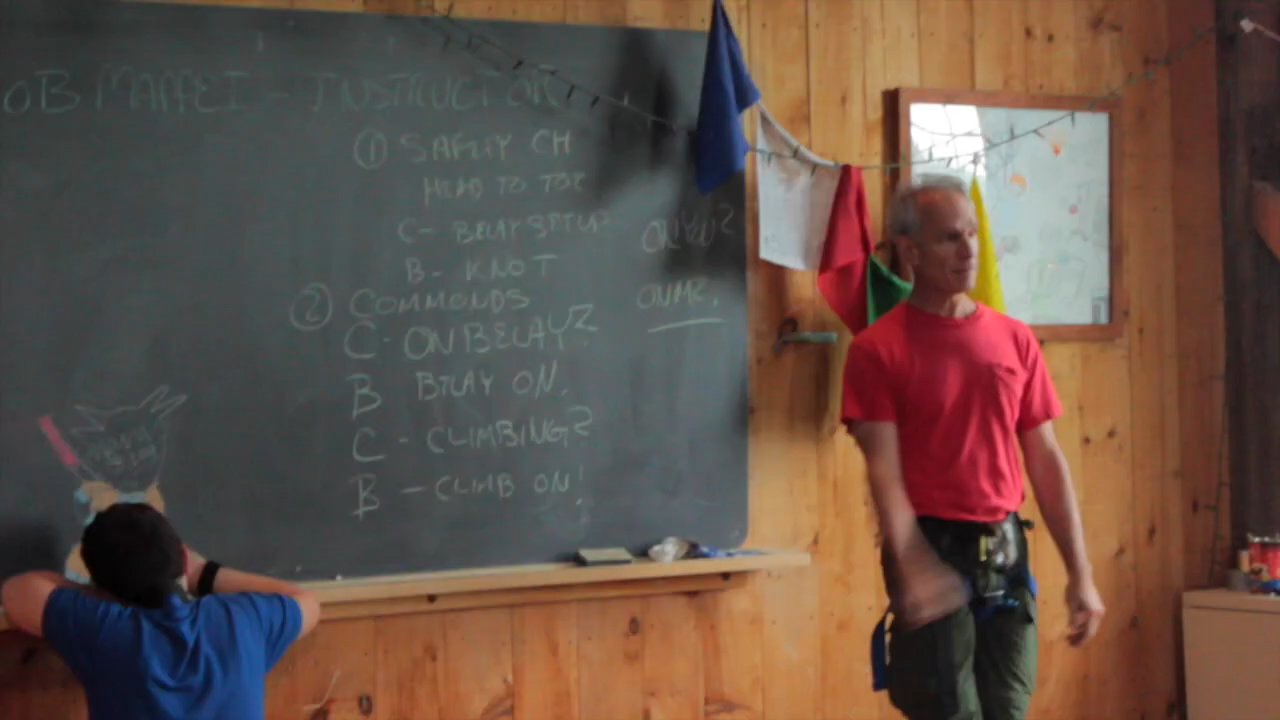 OB MAFFEI - INSTRUCTOR
① SAFETY CH
HEAD TO TOE
C- BELAY SETUP
B- KNOT
② COMMONDS
C- ON BELAY?
B BELAY ON.
C - CLIMBING?
B - CLIMB ON!
ON YOU?
ON ME.